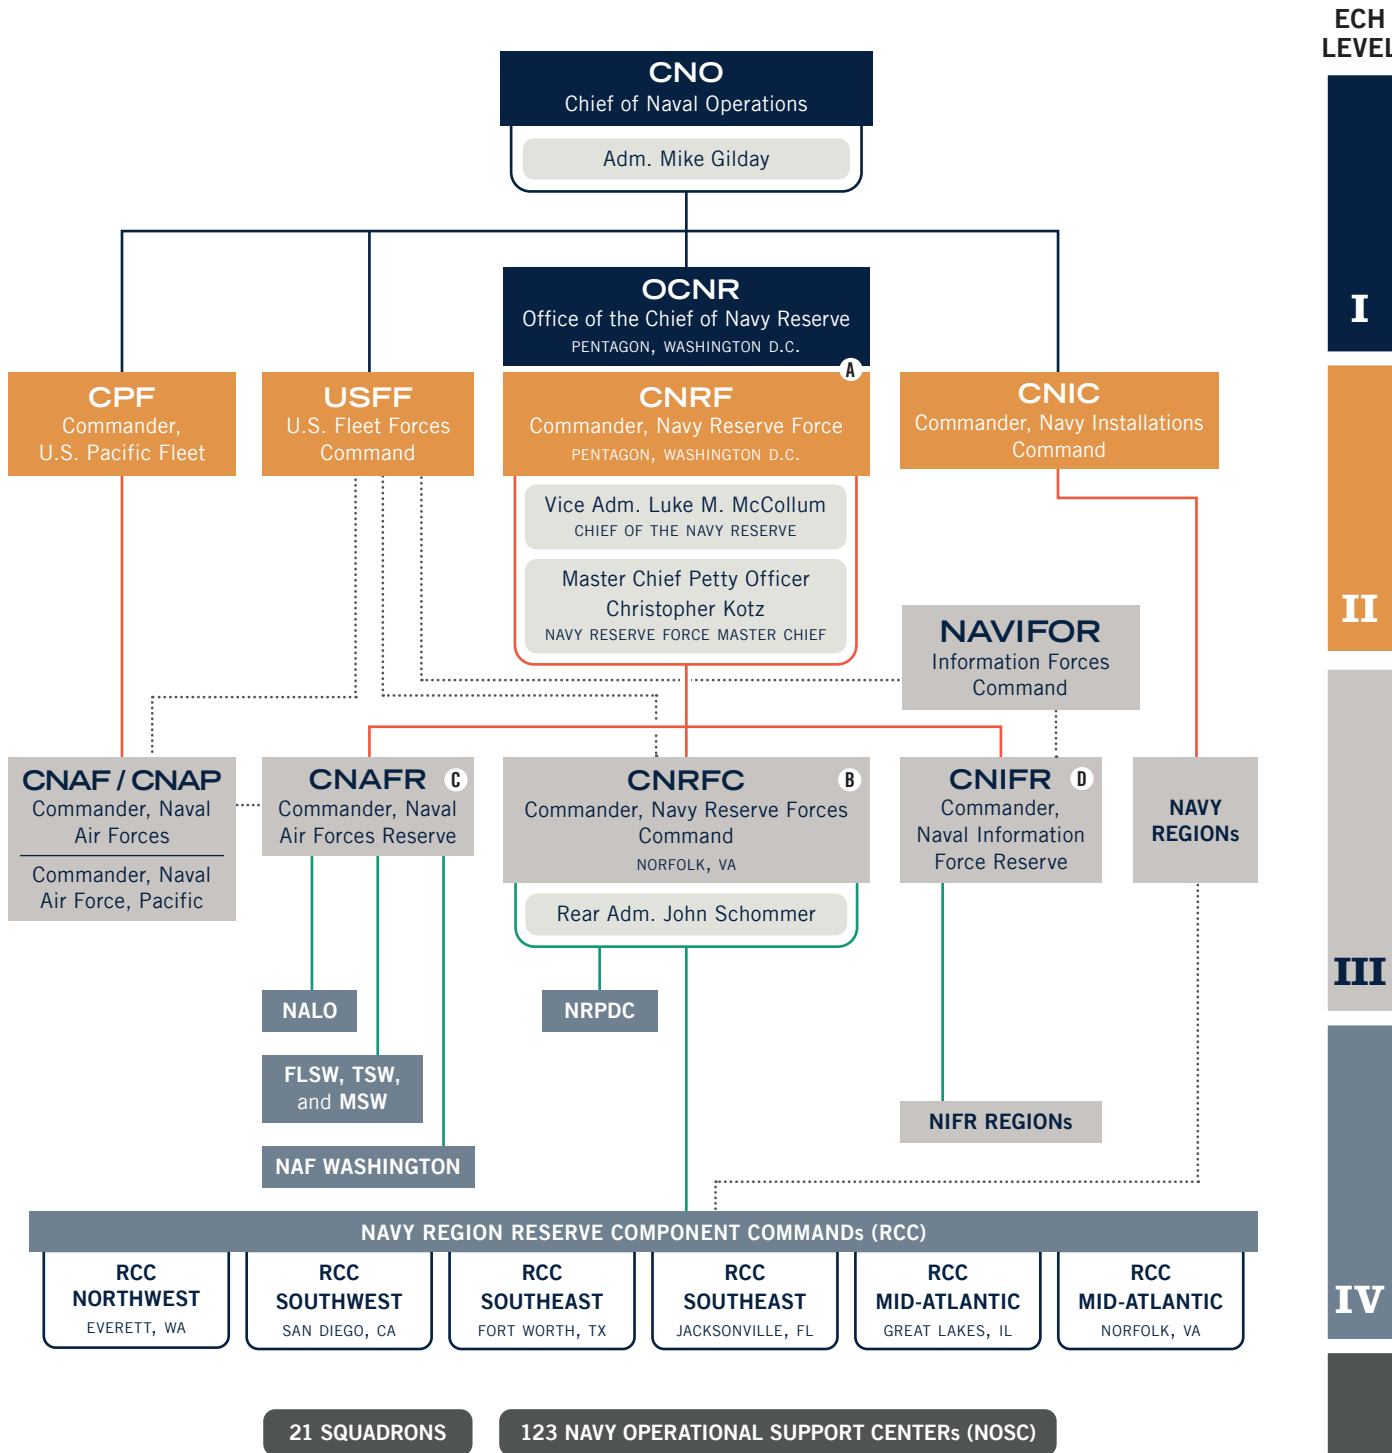 ECH
LEVEL
CNO
Chief of Naval Operations
Adm. Mike Gilday
OCNR
Office of the Chief of Navy Reserve
PENTAGON, WASHINGTON D.C.
I
A
CPF
Commander,
U.S. Pacific Fleet
USFF
U.S. Fleet Forces
Command
CNRF
Commander, Navy Reserve Force
PENTAGON, WASHINGTON D.C.
CNIC
Commander, Navy Installations
Command
Vice Adm. Luke M. McCollum
CHIEF OF THE NAVY RESERVE
Master Chief Petty Officer
Christopher Kotz
NAVY RESERVE FORCE MASTER CHIEF
II
NAVIFOR
Information Forces
Command
CNAF / CNAP
Commander, Naval
Air Forces
Commander, Naval
Air Force, Pacific
CNAFR C
Commander, Naval
Air Forces Reserve
CNRFC B
Commander, Navy Reserve Forces
Command
NORFOLK, VA
CNIFR D
Commander,
Naval Information
Force Reserve
NAVY
REGIONs
Rear Adm. John Schommer
III
NALO
NRPDC
FLSW, TSW,
and MSW
NIFR REGIONs
NAF WASHINGTON
NAVY REGION RESERVE COMPONENT COMMANDs (RCC)
RCC
NORTHWEST
EVERETT, WA
RCC
SOUTHWEST
SAN DIEGO, CA
RCC
SOUTHEAST
FORT WORTH, TX
RCC
SOUTHEAST
JACKSONVILLE, FL
RCC
MID-ATLANTIC
GREAT LAKES, IL
RCC
MID-ATLANTIC
NORFOLK, VA
IV
21 SQUADRONS
123 NAVY OPERATIONAL SUPPORT CENTERs (NOSC)